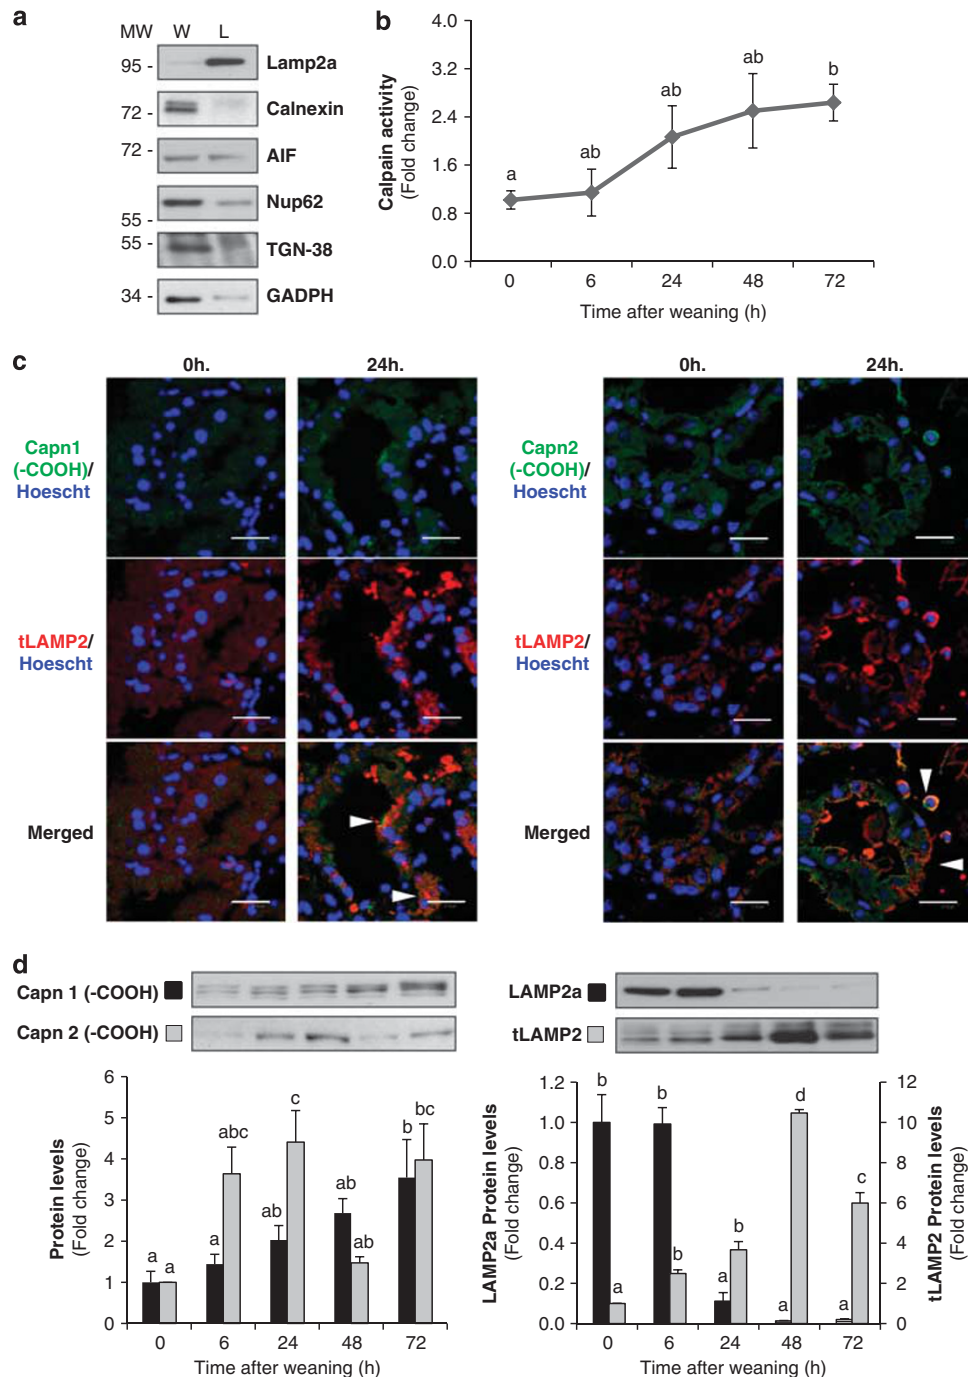 a
MW W L
95 - Lamp2a
72 - Calnexin
72 - AIF
Nup62
55 -
55 - TGN-38
34 - GADPH
b
Calpain activity
(Fold change)
4.0
3.2
2.4
1.6
0.8
0.0
a
ab
ab
ab
b
0 6 24 48 72
Time after weaning (h)
c
0h. 24h. 0h. 24h.
Capn1
(-COOH)/
Hoescht
Capn2
(-COOH)/
Hoescht
tLAMP2/
Hoescht
tLAMP2/
Hoescht
Merged
Merged
d
Capn 1 (-COOH)
Capn 2 (-COOH)
Protein levels
(Fold change)
6
5
4
3
2
1
0
a a
a abc
ab c
ab ab
b bc
0 6 24 48 72
Time after weaning (h)
LAMP2a
tLAMP2
LAMP2a Protein levels
(Fold change)
1.2
1.0
0.8
0.6
0.4
0.2
0.0
b a
b b
a b
a d
a c
12
10
8
6
4
2
0
tLAMP2 Protein levels
(Fold change)
0 6 24 48 72
Time after weaning (h)